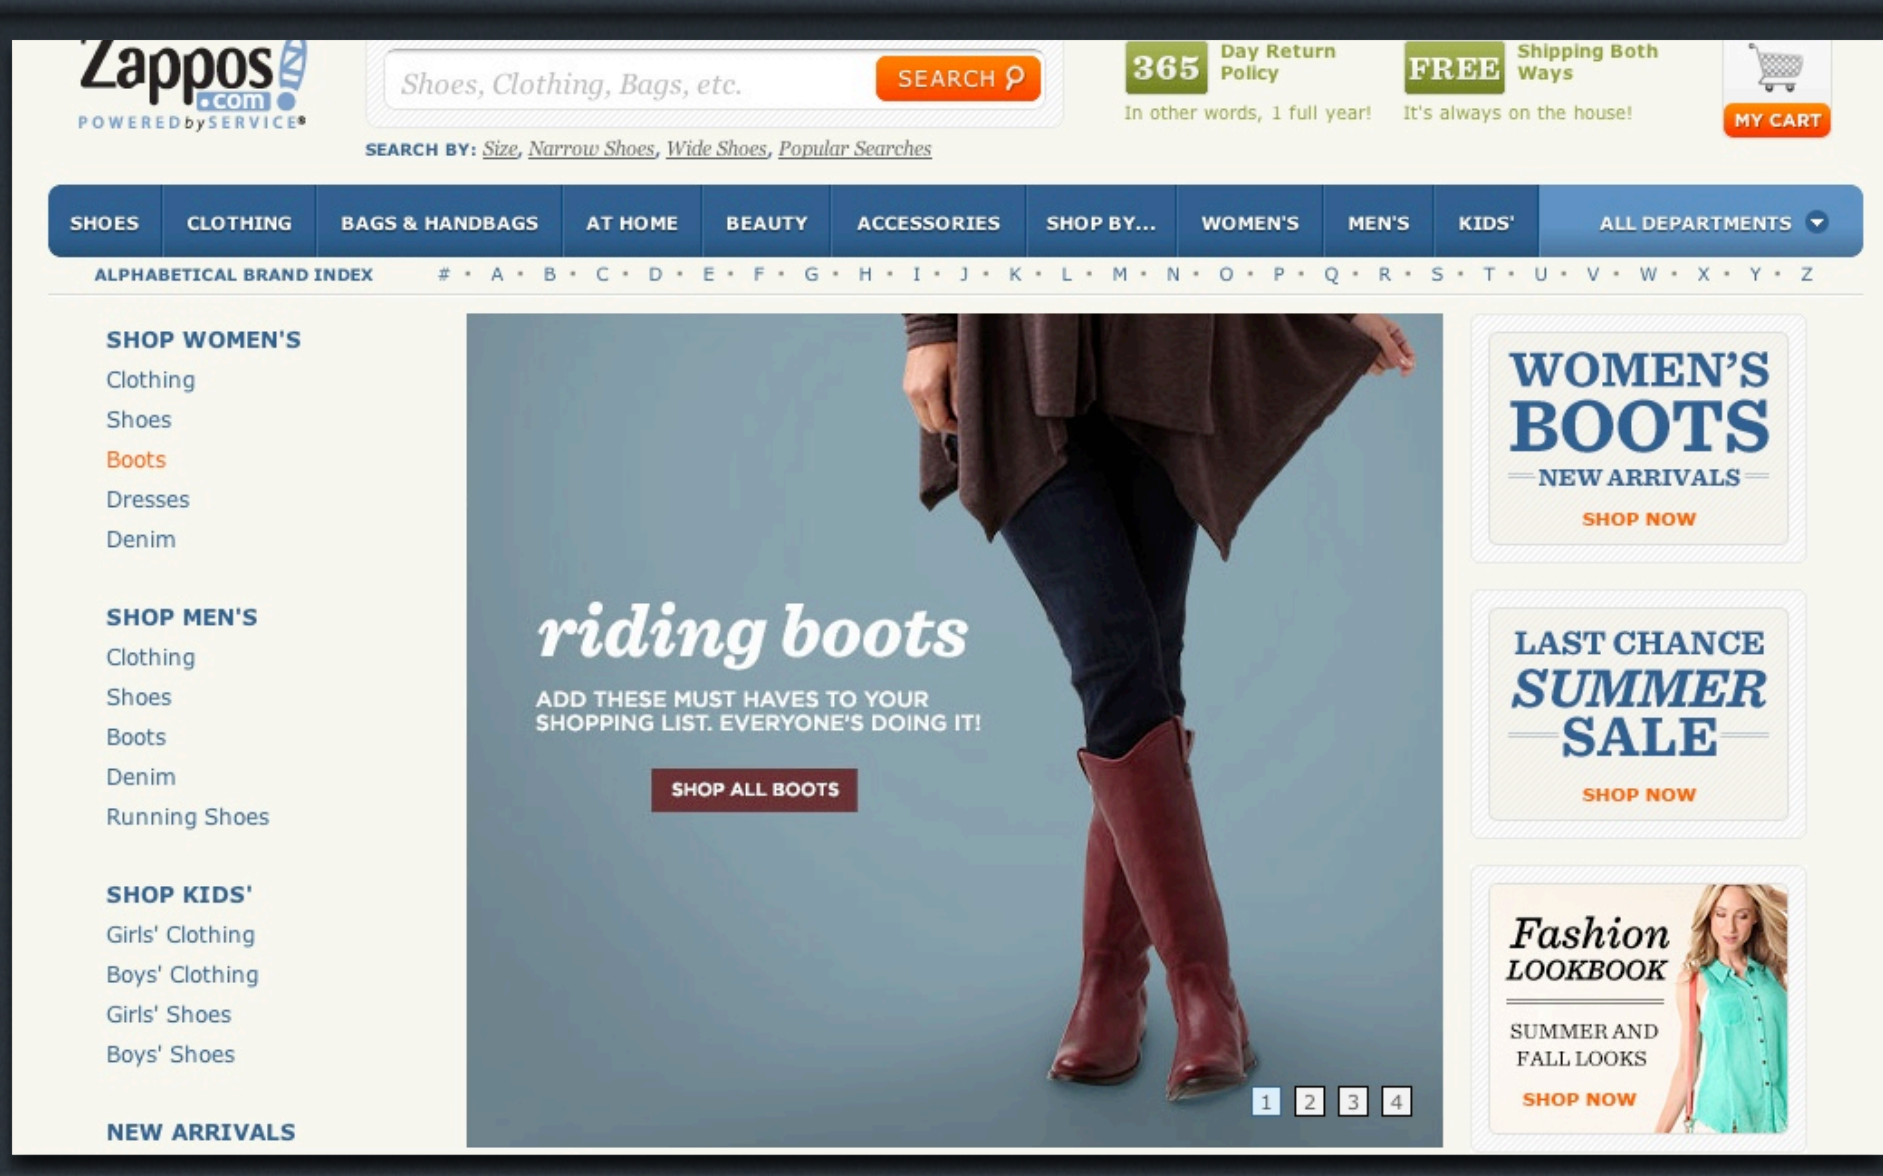 Zappos
.com
POWERED by SERVICE®
Shoes, Clothing, Bags, etc.
SEARCH
SEARCH BY: Size, Narrow Shoes, Wide Shoes, Popular Searches
365 Day Return Policy
In other words, 1 full year!
FREE Shipping Both Ways
It's always on the house!
MY CART
SHOES CLOTHING BAGS & HANDBAGS AT HOME BEAUTY ACCESSORIES SHOP BY... WOMEN'S MEN'S KIDS' ALL DEPARTMENTS
ALPHABETICAL BRAND INDEX # • A • B • C • D • E • F • G • H • I • J • K • L • M • N • O • P • Q • R • S • T • U • V • W • X • Y • Z
SHOP WOMEN'S
Clothing
Shoes
Boots
Dresses
Denim
SHOP MEN'S
Clothing
Shoes
Boots
Denim
Running Shoes
SHOP KIDS'
Girls' Clothing
Boys' Clothing
Girls' Shoes
Boys' Shoes
NEW ARRIVALS
riding boots
ADD THESE MUST HAVES TO YOUR
SHOPPING LIST. EVERYONE'S DOING IT!
SHOP ALL BOOTS
1 2 3 4
WOMEN'S
BOOTS
NEW ARRIVALS
SHOP NOW
LAST CHANCE
SUMMER
SALE
SHOP NOW
Fashion
LOOKBOOK
SUMMER AND
FALL LOOKS
SHOP NOW